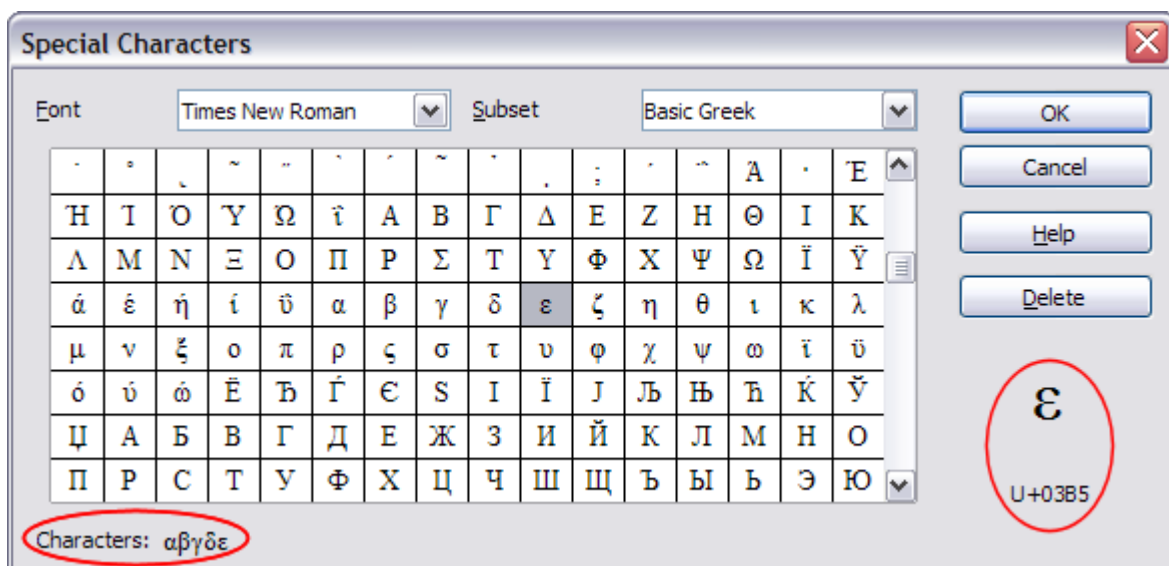 Special Characters
Font Times New Roman Subset Basic Greek OK
Cancel
Ή Ί Ό Ύ Ώ ΐ Α Β Γ Δ Ε Ζ Η Θ Ι Κ
Help
Λ Μ Ν Ξ Ο Π Ρ Σ Τ Υ Φ Χ Ψ Ω Ϊ Ϋ
ά έ ή ί ΰ α β γ δ ε ζ η θ ι κ λ
Delete
μ ν ξ ο π ρ ς σ τ υ φ χ ψ ω ϊ ϋ
ό ύ ώ Ё Ђ Ѓ Є Ѕ І Ї Ј Љ Њ Ћ Ќ Ў
ε
Џ А Б В Г Д Е Ж З И Й К Л М Н О
П Р С Т У Ф Х Ц Ч Ш Щ Ъ Ы Ь Э Ю
U+03B5
Characters: αβγδε